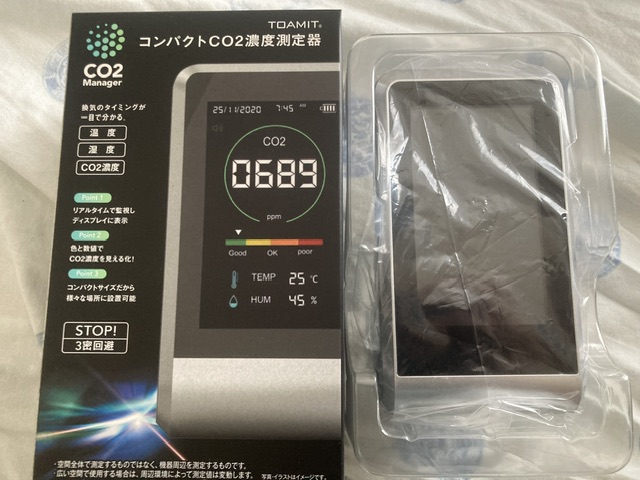 TOAMIT®
コンパクトCO2濃度測定器
CO2
Manager
換気のタイミングが
一目で分かる。
温 度
湿 度
CO2濃度
Point 1
リアルタイムで監視し
ディスプレイに表示
Point 2
色と数値で
CO2濃度を見える化!
Point 3
コンパクトサイズだから
様々な場所に設置可能
STOP!
3密回避
25/11/2020 7:45
CO2
0689
ppm
Good OK poor
TEMP 25 ℃
HUM 45 %
・空間全体で測定するものではなく、機器周辺を測定するものです。
・広い空間で使用する場合は、周辺環境によって測定値は変動します。
写真・イラストはイメージです。